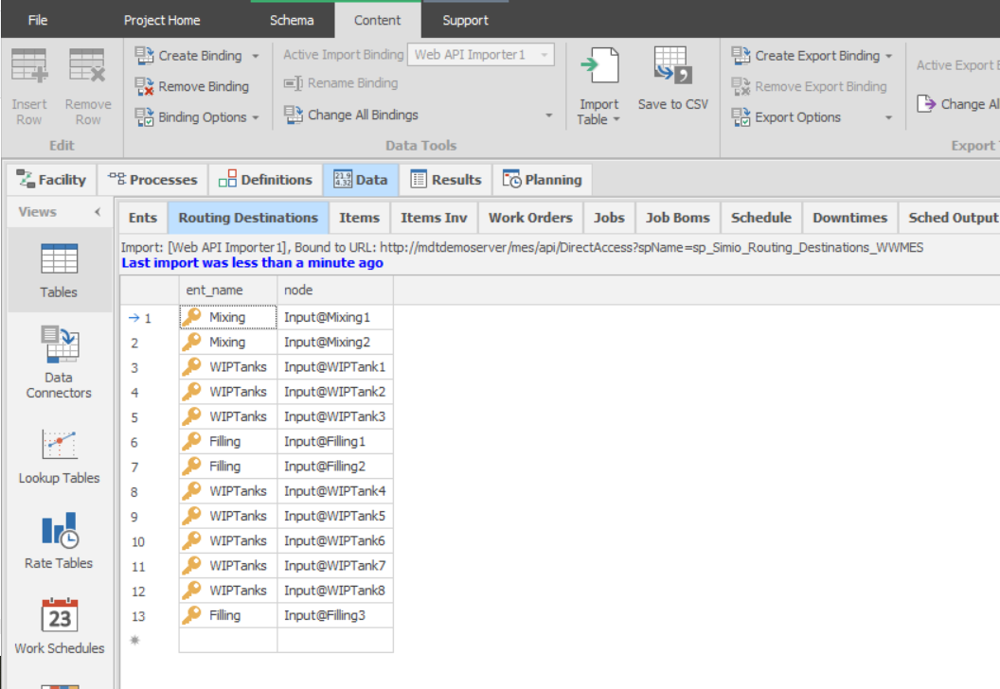 File Project Home Schema Content Support
Insert Row
Remove Row
Edit
Create Binding
Remove Binding
Binding Options
Active Import Binding Web API Importer1
Rename Binding
Change All Bindings
Data Tools
Import Table
Save to CSV
Create Export Binding
Remove Export Binding
Export Options
Active Export B
Change Al
Export T
Facility Processes Definitions 21.9 4.32 Data Results Planning
Views
Ents Routing Destinations Items Items Inv Work Orders Jobs Job Boms Schedule Downtimes Sched Output
Import: [Web API Importer1], Bound to URL: http://mdtdemoserver/mes/api/DirectAccess?spName=sp_Simio_Routing_Destinations_WWMES
Last import was less than a minute ago
Tables
Data Connectors
Lookup Tables
Rate Tables
23
Work Schedules
ent_name node
1 Mixing Input@Mixing1
2 Mixing Input@Mixing2
3 WIPTanks Input@WIPTank1
4 WIPTanks Input@WIPTank2
5 WIPTanks Input@WIPTank3
6 Filling Input@Filling1
7 Filling Input@Filling2
8 WIPTanks Input@WIPTank4
9 WIPTanks Input@WIPTank5
10 WIPTanks Input@WIPTank6
11 WIPTanks Input@WIPTank7
12 WIPTanks Input@WIPTank8
13 Filling Input@Filling3